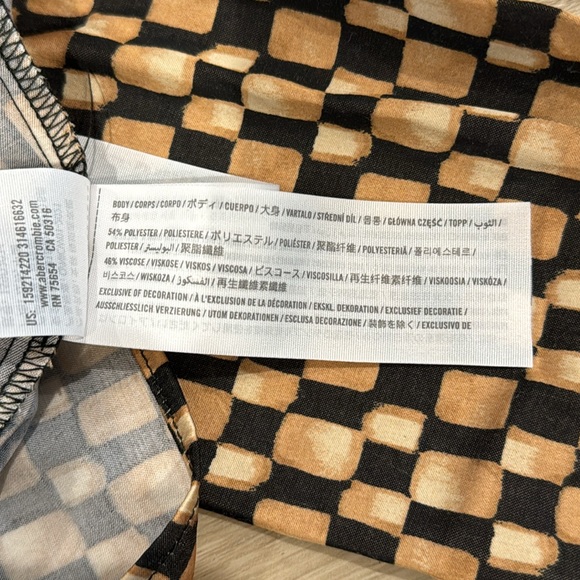 US: 159214220 314616632
www.abercrombie.com
RN 75654 CA 50316
BODY / CORPS / CORPO / ボディ / CUERPO / 大身 / VARTALO / STŘEDNÍ DÍL / 몸통 / GŁÓWNA CZĘŚĆ / TOPP / الثوب /
布身
54% POLYESTER / POLIESTERE / ポリエステル / POLIÉSTER / 聚酯纤维 / POLYESTERIÄ / 폴리에스테르 /
POLIESTER / البوليستر / 聚脂纖維
46% VISCOSE / VISKOSE / VISKOS / VISCOSA / ビスコース / VISCOSILLA / 再生纤维素纤维 / VISKOOSIA / VISKÓZA /
비스코스 / WISKOZA / الفسكوز / 再生纖維素纖維
EXCLUSIVE OF DECORATION / À L'EXCLUSION DE LA DÉCORATION / EKSKL. DEKORATION / EXCLUSIEF DECORATIE /
AUSSCHLIESSLICH VERZIERUNG / UTOM DEKORATIONEN / ESCLUSA DECORAZIONE / 装飾を除く / EXCLUSIVO DE